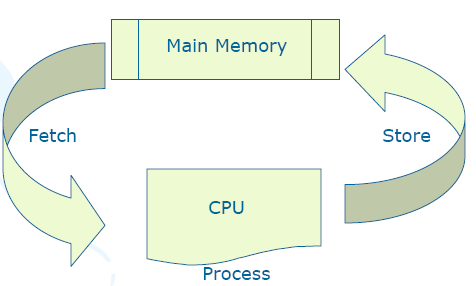 Main Memory
Fetch
Store
CPU
Process